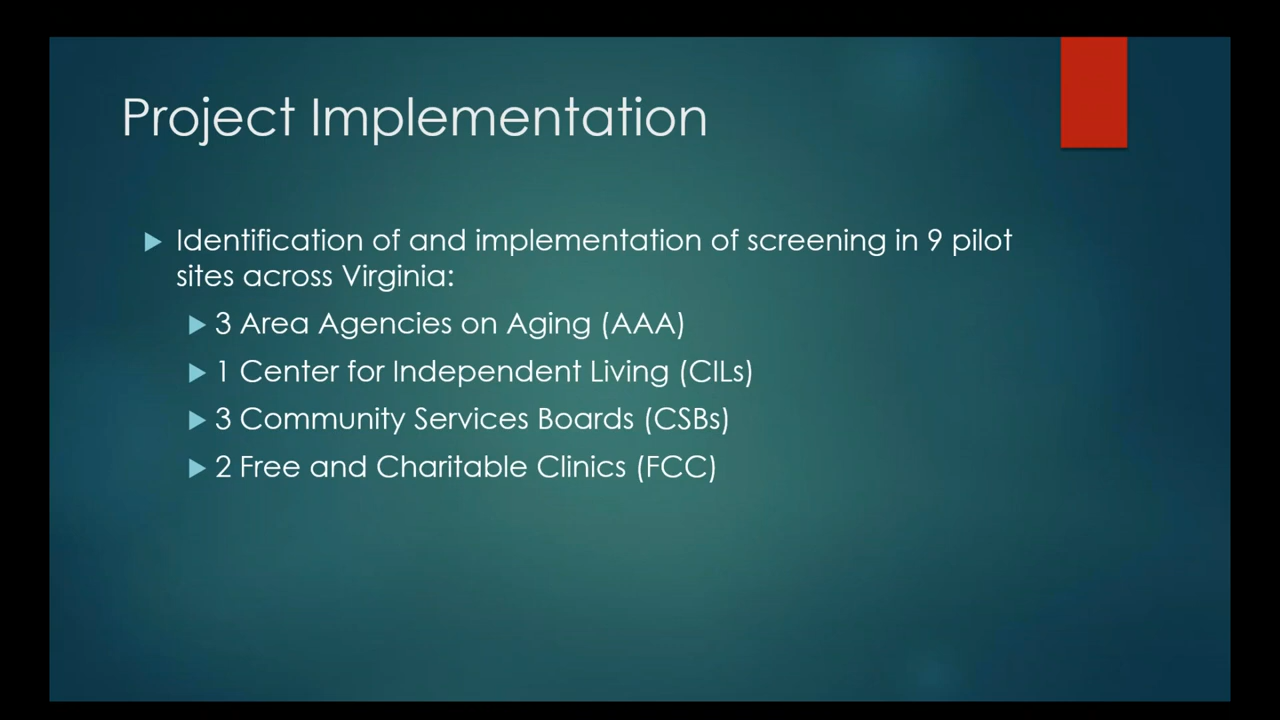 Project Implementation
Identification of and implementation of screening in 9 pilot
sites across Virginia:
3 Area Agencies on Aging (AAA)
1 Center for Independent Living (CILs)
3 Community Services Boards (CSBs)
2 Free and Charitable Clinics (FCC)